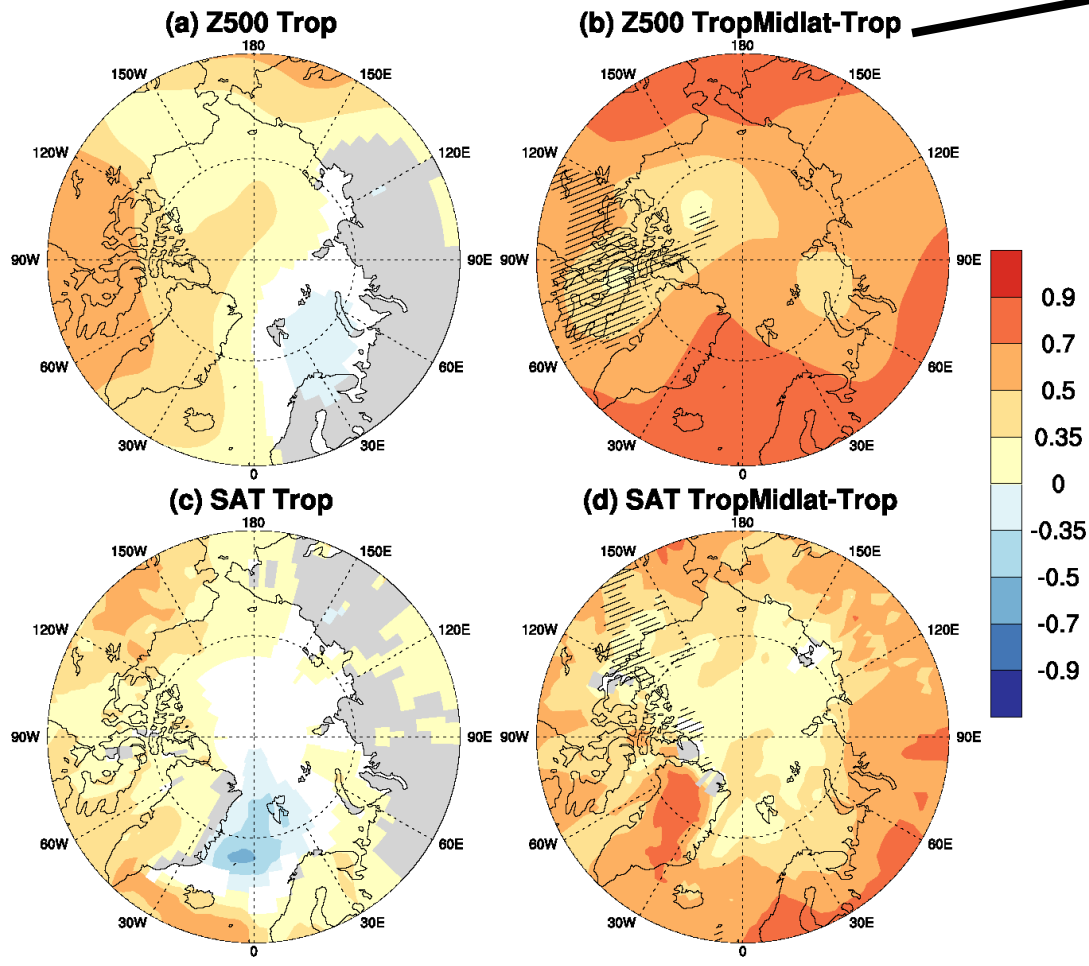 (a) Z500 Trop
(b) Z500 TropMidlat-Trop
180
150W
150E
120W
120E
90W
90E
60W
60E
30W
30E
0
180
150W
150E
120W
120E
90W
90E
60W
60E
30W
30E
0
(c) SAT Trop
(d) SAT TropMidlat-Trop
180
150W
150E
120W
120E
90W
90E
60W
60E
30W
30E
0
180
150W
150E
120W
120E
90W
90E
60W
60E
30W
30E
0
0.9
0.7
0.5
0.35
0
-0.35
-0.5
-0.7
-0.9